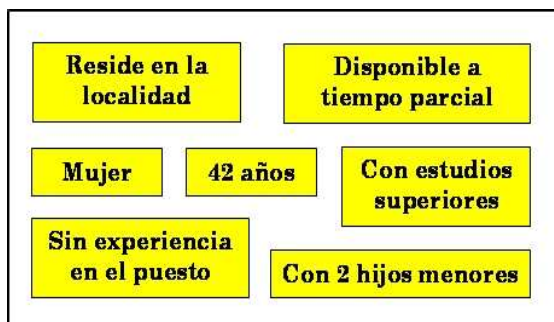 Reside en la
localidad
Disponible a
tiempo parcial
Mujer
42 años
Con estudios
superiores
Sin experiencia
en el puesto
Con 2 hijos menores